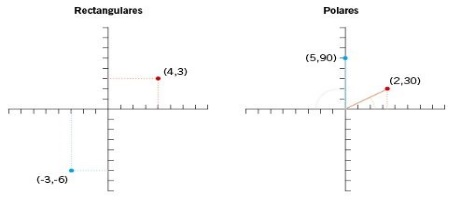 Rectangulares
(4,3)
(-3,-6)
Polares
(5,90)
(2,30)